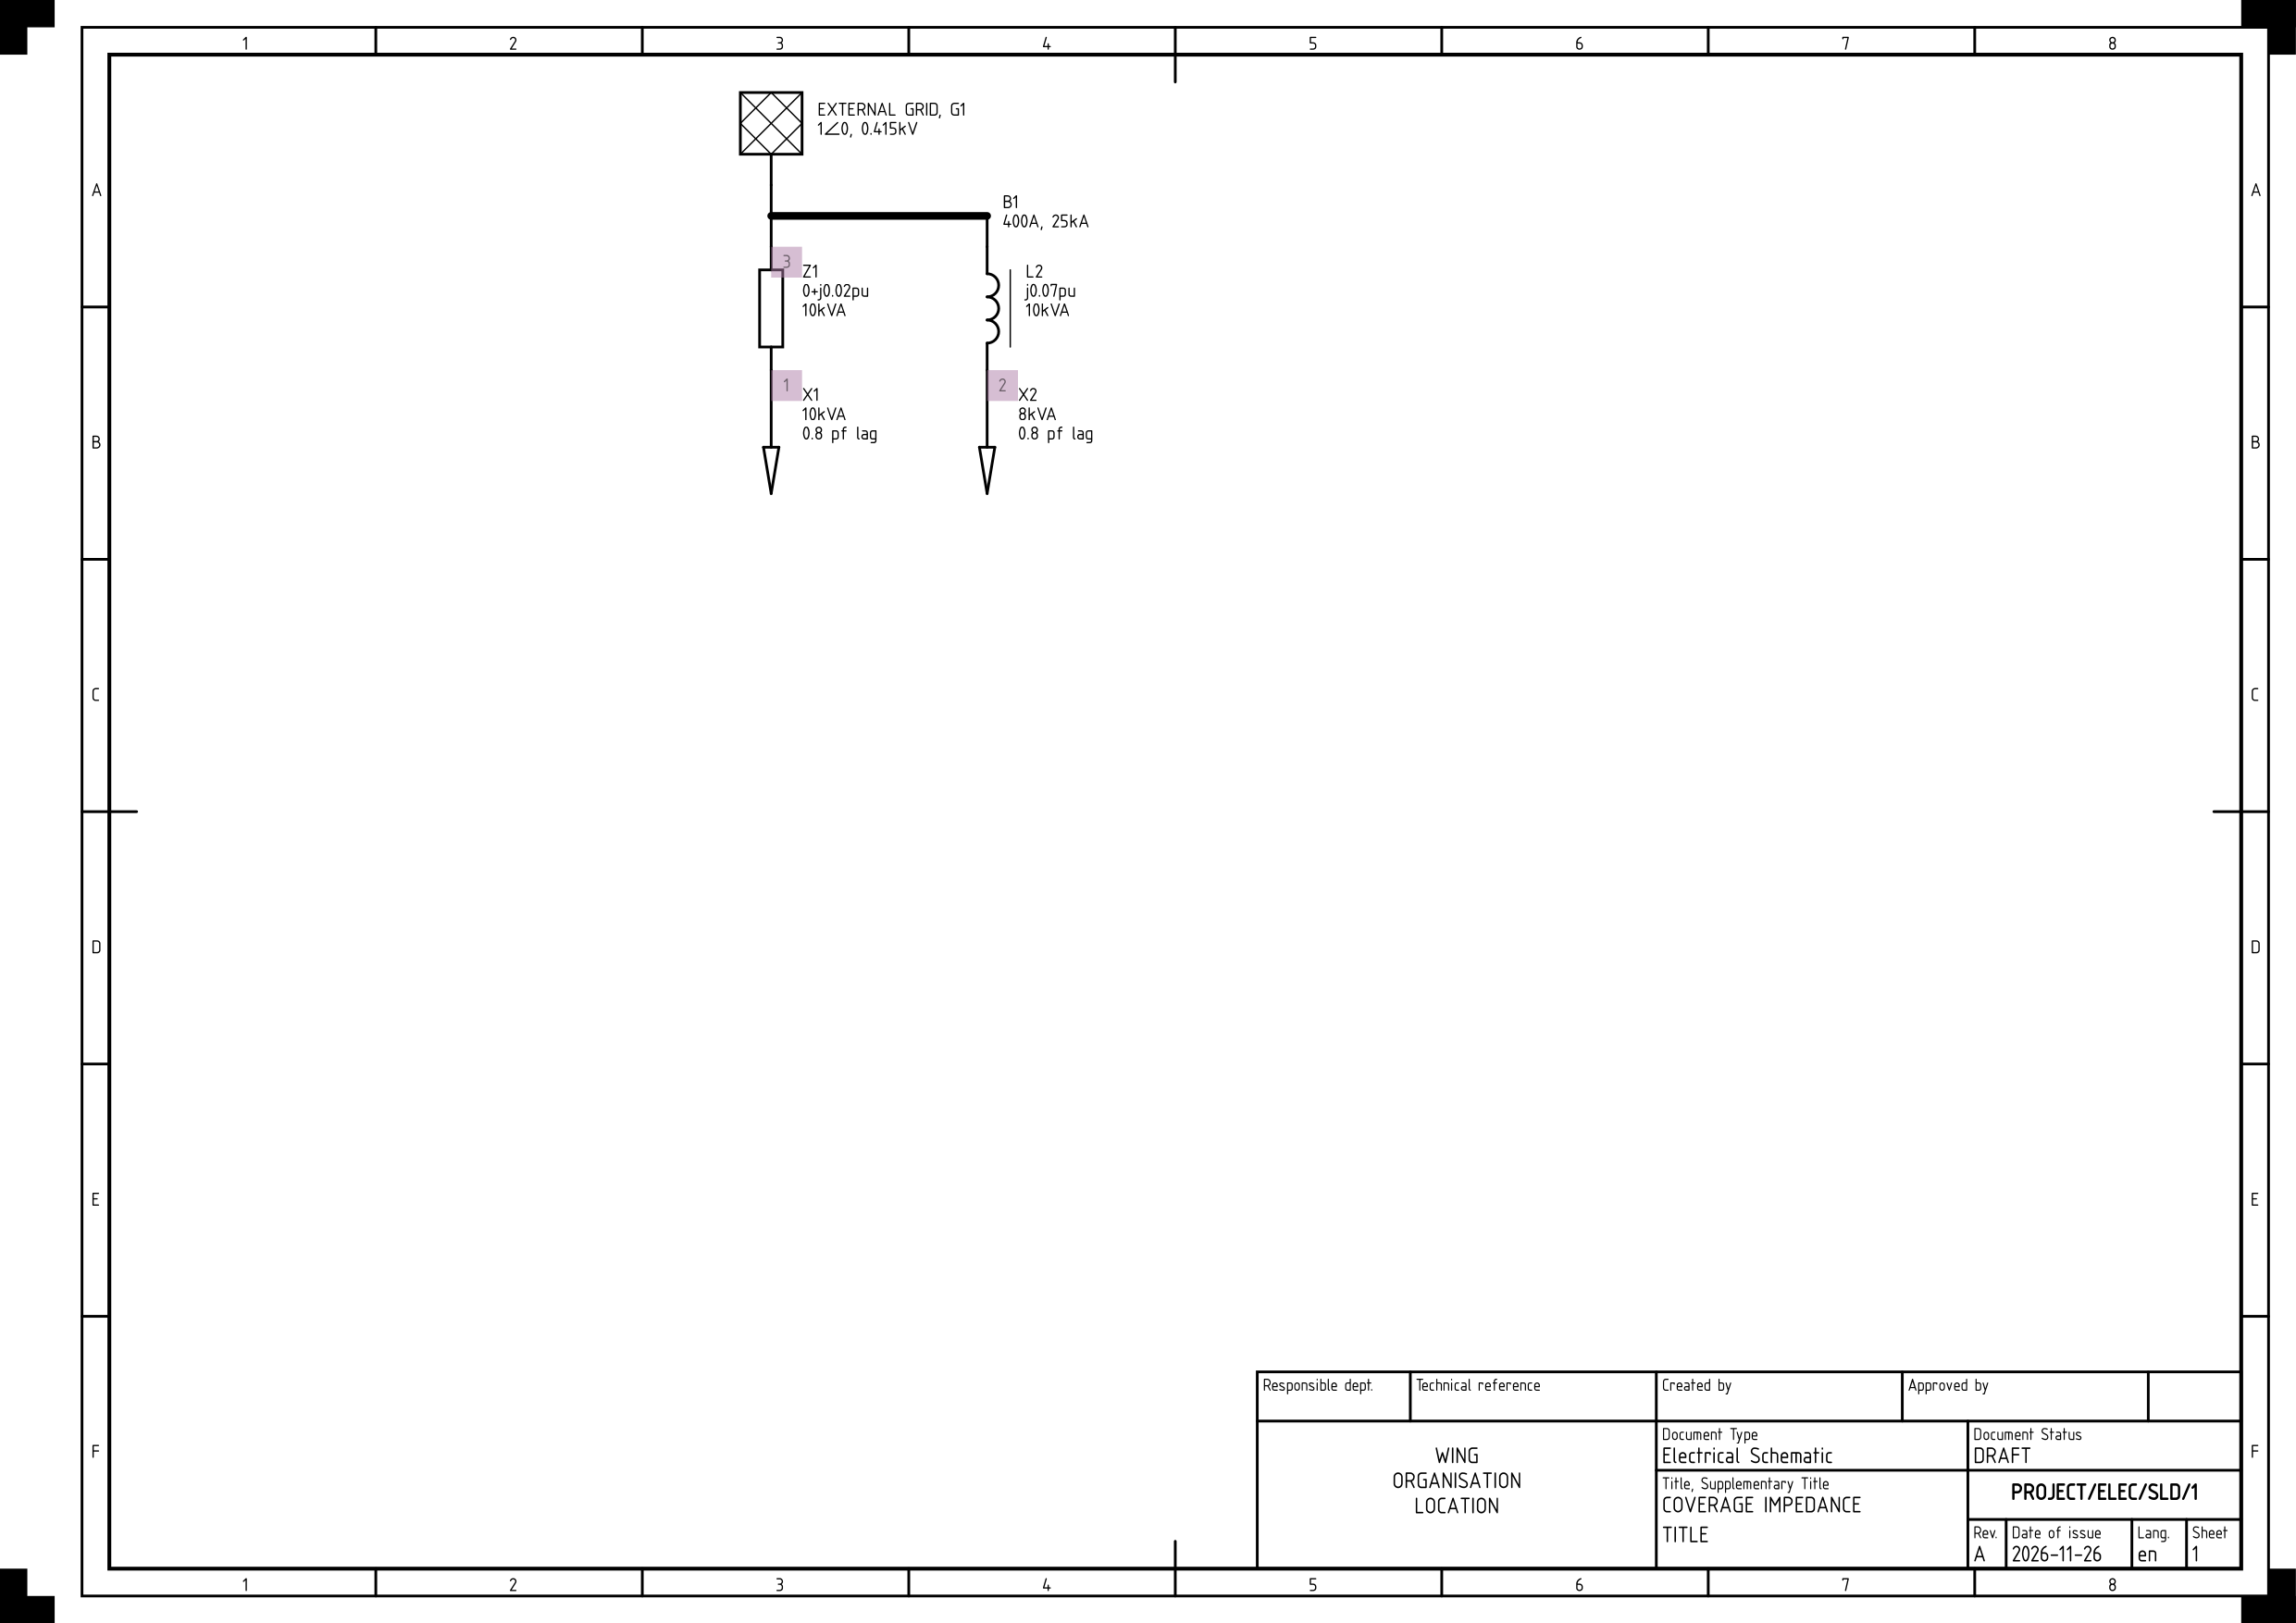 1 2 3 4 5 6 7 8
EXTERNAL GRID, G1
1∠0, 0.415kV
A A
B1
400A, 25kA
3
Z1
0+j0.02pu
10kVA
L2
j0.07pu
10kVA
1
X1
10kVA
0.8 pf lag
2
X2
8kVA
0.8 pf lag
B B
C C
D D
E E
F F
Responsible dept. Technical reference Created by Approved by
WING
ORGANISATION
LOCATION
Document Type
Electrical Schematic
Document Status
DRAFT
Title, Supplementary Title
COVERAGE IMPEDANCE
TITLE
PROJECT/ELEC/SLD/1
Rev.
A
Date of issue
2026-11-26
Lang.
en
Sheet
1
1 2 3 4 5 6 7 8